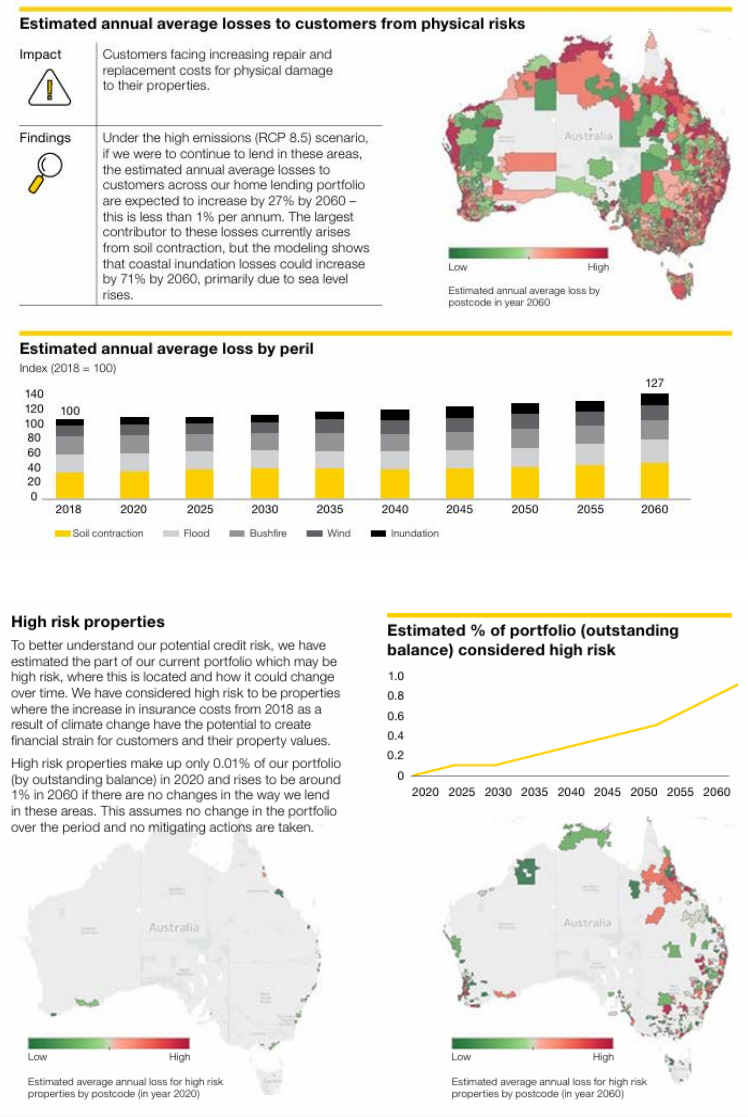 Estimated annual average losses to customers from physical risks
Impact
Customers facing increasing repair and
replacement costs for physical damage
to their properties.
Findings
Under the high emissions (RCP 8.5) scenario,
if we were to continue to lend in these areas,
the estimated annual average losses to
customers across our home lending portfolio
are expected to increase by 27% by 2060 –
this is less than 1% per annum. The largest
contributor to these losses currently arises
from soil contraction, but the modeling shows
that coastal inundation losses could increase
by 71% by 2060, primarily due to sea level
rises.
Australia
Low High
Estimated annual average loss by
postcode in year 2060
Estimated annual average loss by peril
Index (2018 = 100)
140
120
100
80
60
40
20
0
100
127
2018 2020 2025 2030 2035 2040 2045 2050 2055 2060
Soil contraction Flood Bushfire Wind Inundation
High risk properties
To better understand our potential credit risk, we have
estimated the part of our current portfolio which may be
high risk, where this is located and how it could change
over time. We have considered high risk to be properties
where the increase in insurance costs from 2018 as a
result of climate change have the potential to create
financial strain for customers and their property values.
High risk properties make up only 0.01% of our portfolio
(by outstanding balance) in 2020 and rises to be around
1% in 2060 if there are no changes in the way we lend
in these areas. This assumes no change in the portfolio
over the period and no mitigating actions are taken.
Australia
Low High
Estimated average annual loss for high risk
properties by postcode (in year 2020)
Estimated % of portfolio (outstanding
balance) considered high risk
1.0
0.8
0.6
0.4
0.2
0
2020 2025 2030 2035 2040 2045 2050 2055 2060
Australia
Low High
Estimated average annual loss for high risk
properties by postcode (in year 2060)